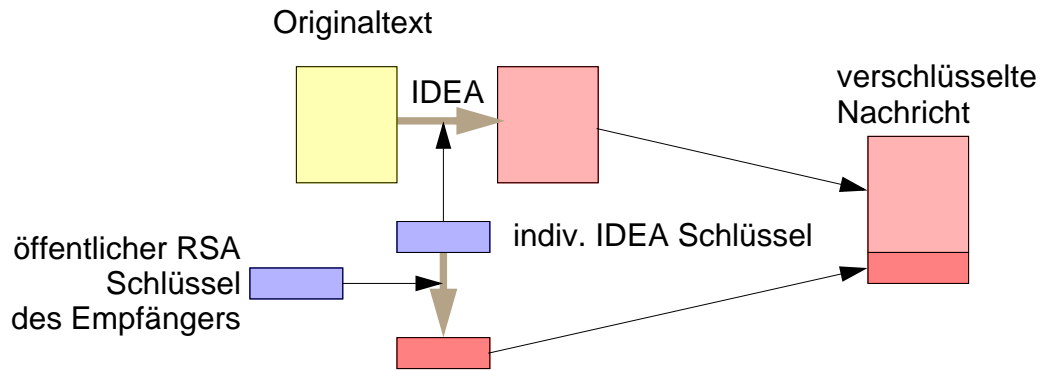 Originaltext
IDEA
verschlüsselte
Nachricht
indiv. IDEA Schlüssel
öffentlicher RSA
Schlüssel
des Empfängers